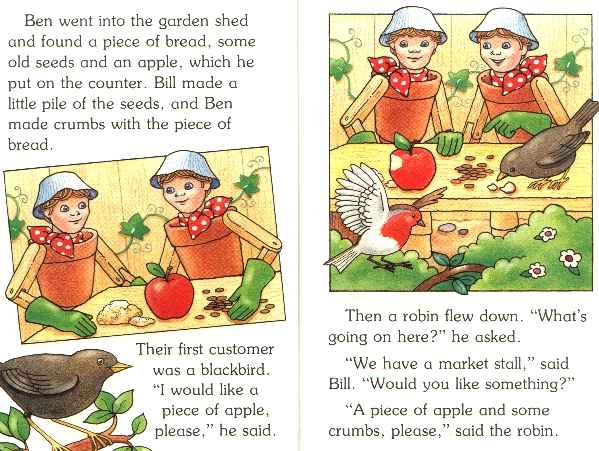 Ben went into the garden shed
and found a piece of bread, some
old seeds and an apple, which he
put on the counter. Bill made a
little pile of the seeds, and Ben
made crumbs with the piece of
bread.
Their first customer
was a blackbird.
“I would like a
piece of apple,
please,” he said.
Then a robin flew down. “What’s
going on here?” he asked.
“We have a market stall,” said
Bill. “Would you like something?”
“A piece of apple and some
crumbs, please,” said the robin.